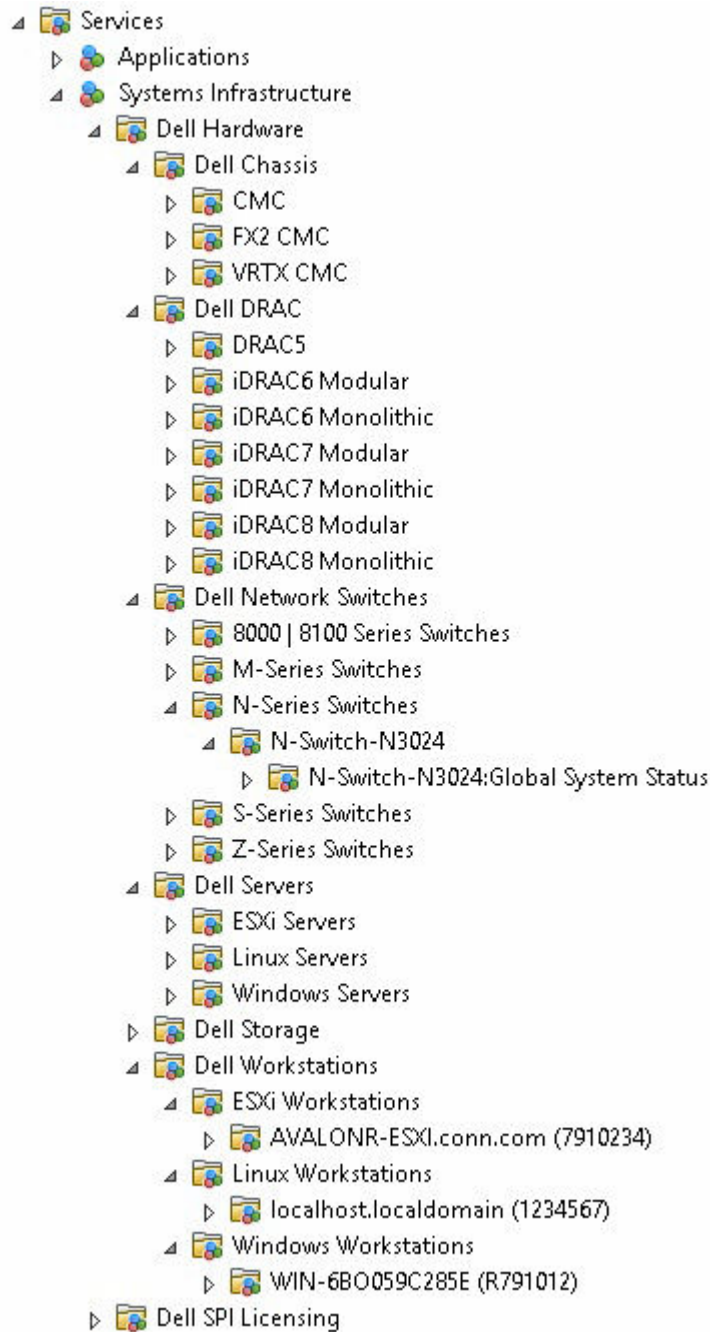 Services
Applications
Systems Infrastructure
Dell Hardware
Dell Chassis
CMC
FX2 CMC
VRTX CMC
Dell DRAC
DRAC5
iDRAC6 Modular
iDRAC6 Monolithic
iDRAC7 Modular
iDRAC7 Monolithic
iDRAC8 Modular
iDRAC8 Monolithic
Dell Network Switches
8000 | 8100 Series Switches
M-Series Switches
N-Series Switches
N-Switch-N3024
N-Switch-N3024:Global System Status
S-Series Switches
Z-Series Switches
Dell Servers
ESXi Servers
Linux Servers
Windows Servers
Dell Storage
Dell Workstations
ESXi Workstations
AVALONR-ESXI.conn.com (7910234)
Linux Workstations
localhost.localdomain (1234567)
Windows Workstations
WIN-6BO059C285E (R791012)
Dell SPI Licensing